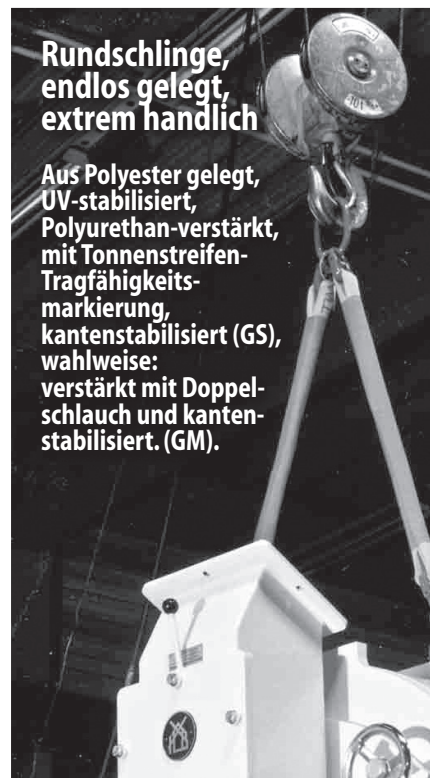 Rundschlinge,
endlos gelegt,
extrem handlich
Aus Polyester gelegt,
UV-stabilisiert,
Polyurethan-verstärkt,
mit Tonnenstreifen-
Tragfähigkeits-
markierung,
kantenstabilisiert (GS),
wahlweise:
verstärkt mit Doppel-
schlauch und kanten-
stabilisiert. (GM).